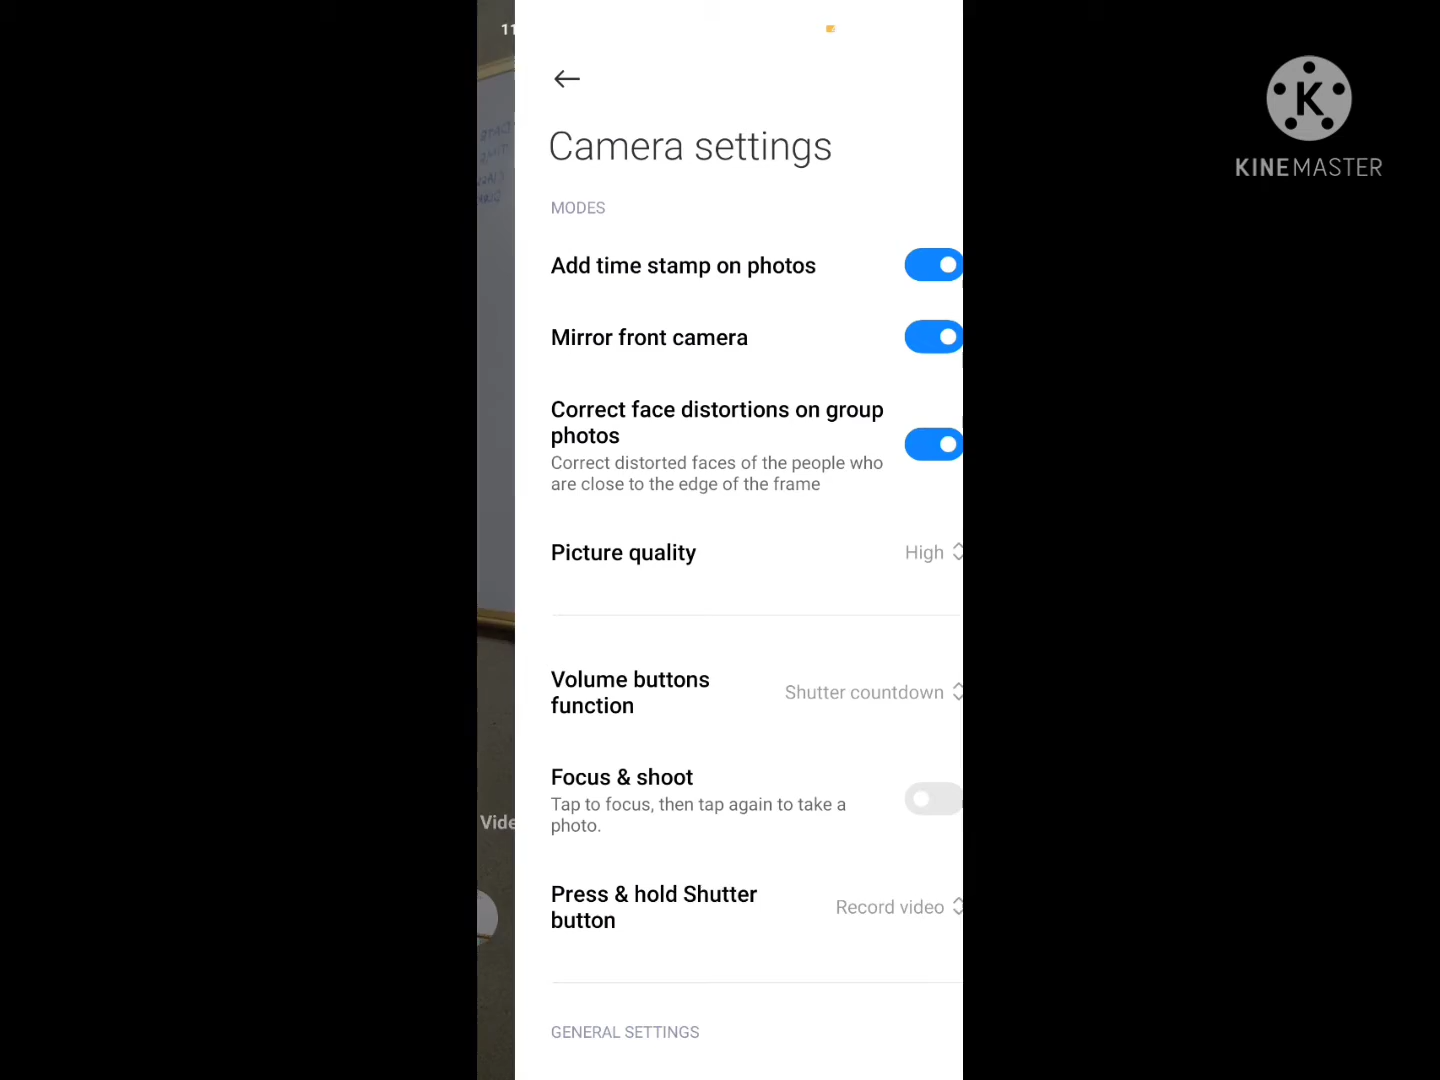 11
Camera settings
MODES
Add time stamp on photos
Mirror front camera
Correct face distortions on group
photos
Correct distorted faces of the people who
are close to the edge of the frame
Picture quality
High
Volume buttons
function
Shutter countdown
Focus & shoot
Tap to focus, then tap again to take a
photo.
Press & hold Shutter
button
Record video
GENERAL SETTINGS
Vide
K
KINEMASTER